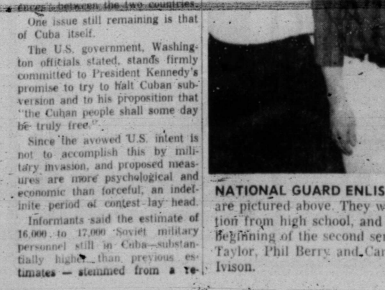 ences between the two countries.
One issue still remaining is that
of Cuba itself.
The U.S. government, Washing-
ton officials stated, stands firmly
committed to President Kennedy's
promise to try to halt Cuban sub-
version and to his proposition that
"the Cuban people shall some day
be truly free."
Since the avowed U.S. intent is
not to accomplish this by mili-
tary invasion, and proposed meas-
ures are more psychological and
economic than forceful, an indef-
inite period of contest lay head.
Informants said the estimate of
16,000 to 17,000 Soviet military
personnel still in Cuba—substan-
tially higher than previous es-
timates — stemmed from a re-
NATIONAL GUARD ENLIS
are pictured above. They w
tion from high school, and
beginning of the second se
Taylor, Phil Berry and Car
Ivison.